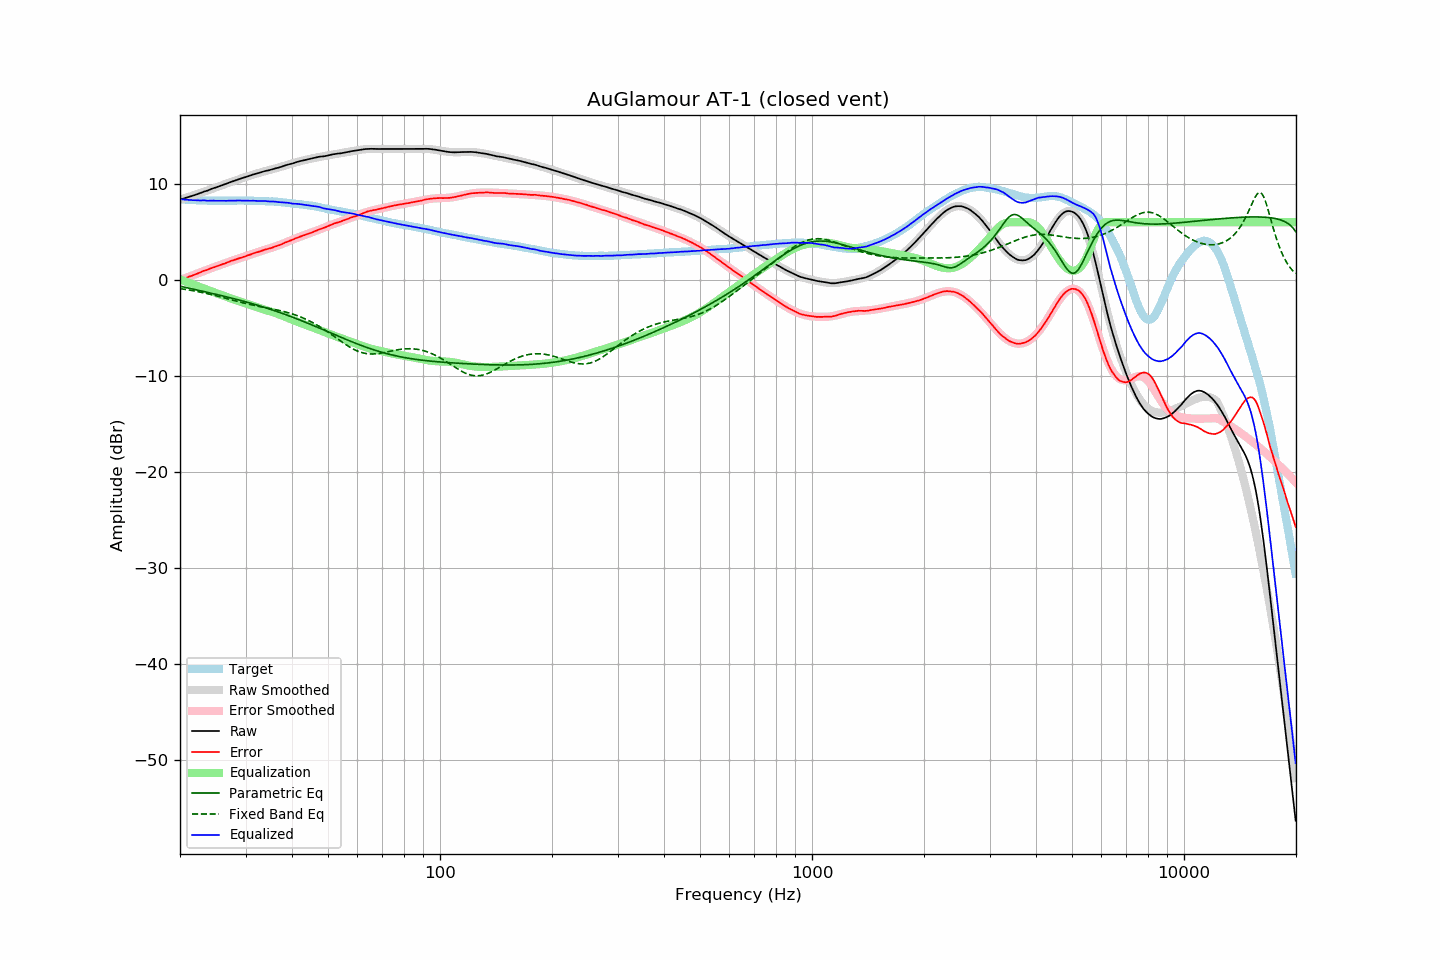 AuGlamour AT-1 (closed vent)
10
0
−10
−20
−30
−40
−50
Amplitude (dBr)
Target
Raw Smoothed
Error Smoothed
Raw
Error
Equalization
Parametric Eq
Fixed Band Eq
Equalized
100
1000
10000
Frequency (Hz)